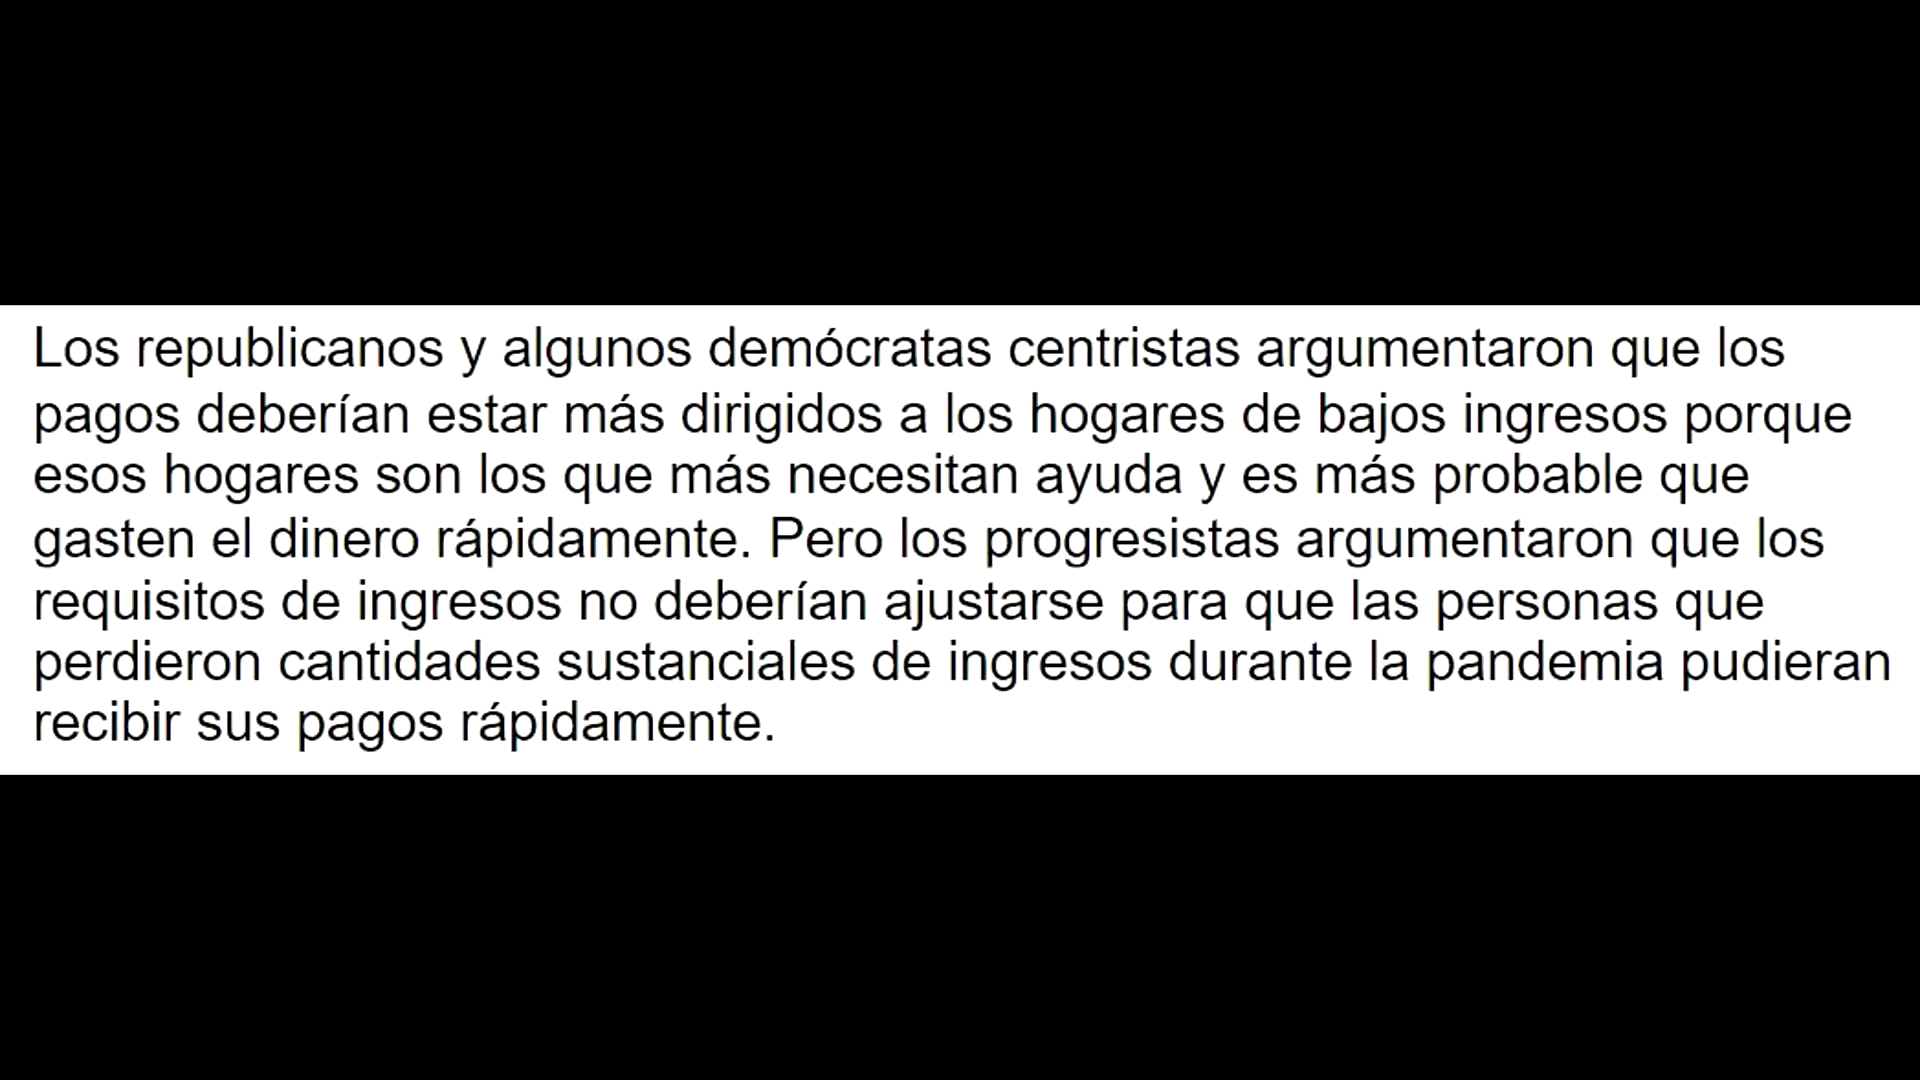 Los republicanos y algunos demócratas centristas argumentaron que los
pagos deberían estar más dirigidos a los hogares de bajos ingresos porque
esos hogares son los que más necesitan ayuda y es más probable que
gasten el dinero rápidamente. Pero los progresistas argumentaron que los
requisitos de ingresos no deberían ajustarse para que las personas que
perdieron cantidades sustanciales de ingresos durante la pandemia pudieran
recibir sus pagos rápidamente.